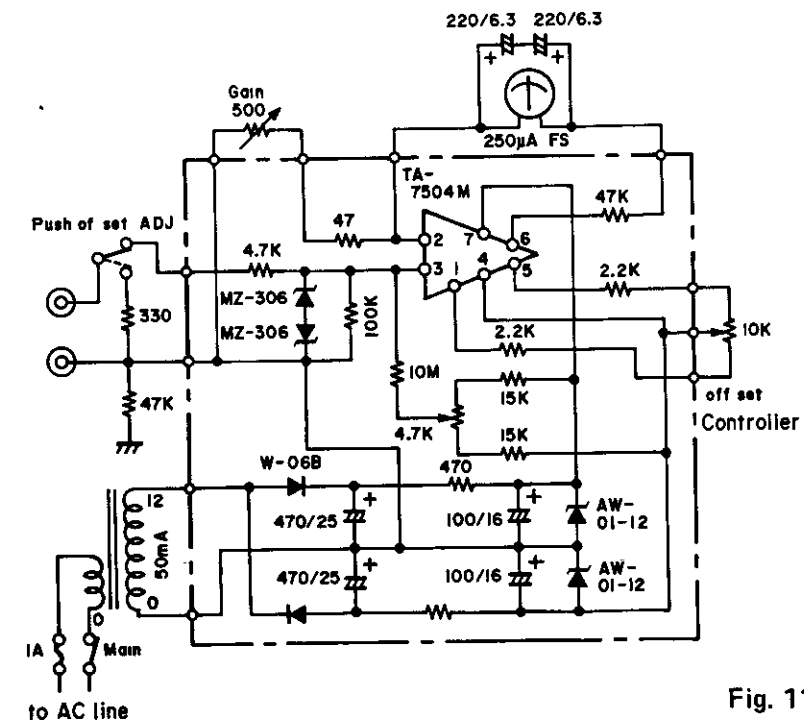 220/6.3 220/6.3
+ +
Gain
500
250µA FS
TA-
7504M
Push of set ADJ
47
2
7
6
47K
4.7K
3
1
4
5
2.2K
MZ-306
MZ-306
330
100K
2.2K
10K
10M
47K
15K
4.7K
15K
off set
Controller
W-06B
470
12
+
+
470/25
100/16
AW-
01-12
50mA
+
+
470/25
100/16
AW-
01-12
0
0
1A
Main
to AC line
Fig. 11